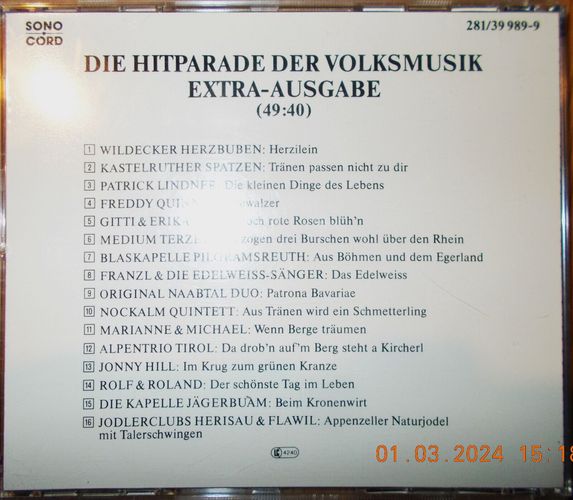 SONO
CORD
281/39 989-9
DIE HITPARADE DER VOLKSMUSIK
EXTRA-AUSGABE
(49:40)
1 WILDECKER HERZBUBEN: Herzilein
2 KASTELRUTHER SPATZEN: Tränen passen nicht zu dir
3 PATRICK LINDNER: Die kleinen Dinge des Lebens
4 FREDDY QUINN
5 GITTI & ERIKA rote Rosen blüh'n
6 MEDIUM TERZETT zogen drei Burschen wohl über den Rhein
7 BLASKAPELLE PILGRAMSREUTH: Aus Böhmen und dem Egerland
8 FRANZL & DIE EDELWEISS-SÄNGER: Das Edelweiss
9 ORIGINAL NAABTAL DUO: Patrona Bavariae
10 NOCKALM QUINTETT: Aus Tränen wird ein Schmetterling
11 MARIANNE & MICHAEL: Wenn Berge träumen
12 ALPENTRIO TIROL: Da drob'n auf'm Berg steht a Kircherl
13 JONNY HILL: Im Krug zum grünen Kranze
14 ROLF & ROLAND: Der schönste Tag im Leben
15 DIE KAPELLE JÄGERBUAM: Beim Kronenwirt
16 JODLERCLUBS HERISAU & FLAWIL: Appenzeller Naturjodel
mit Talerschwingen
4240
01.03.2024 15:18